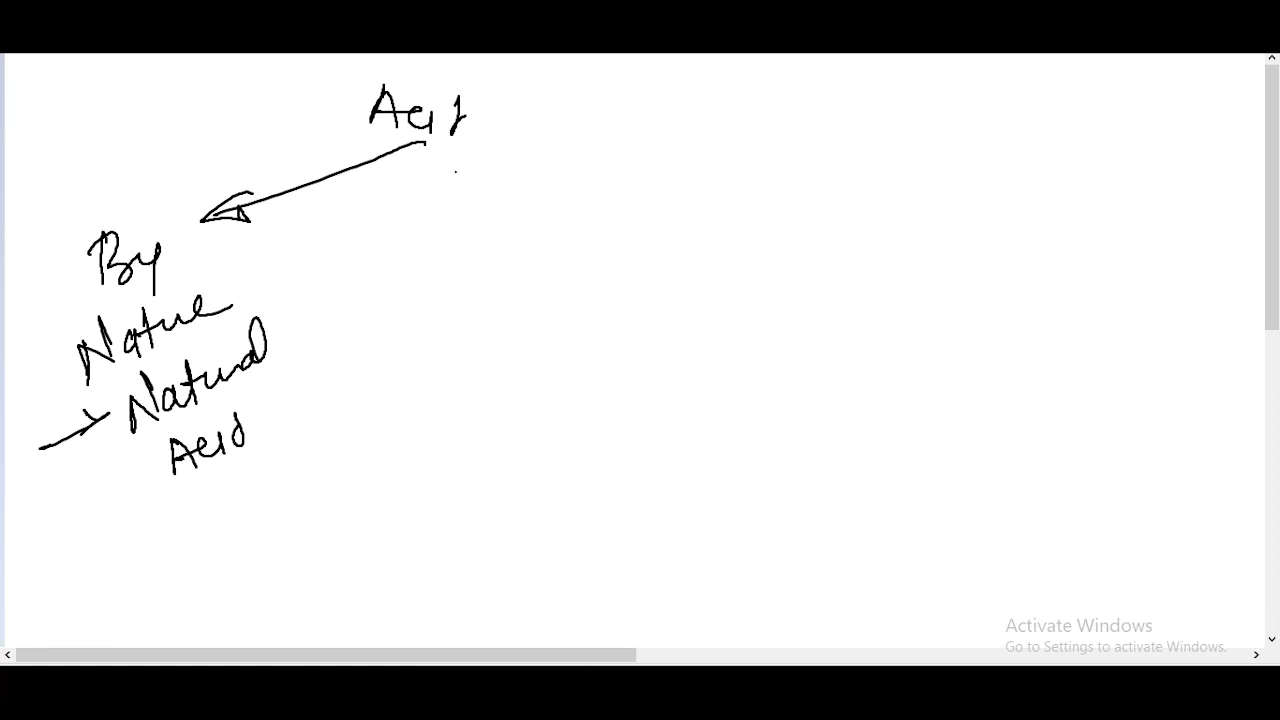 Acid
By
Nature
Natural
Acid
Activate Windows
Go to Settings to activate Windows.